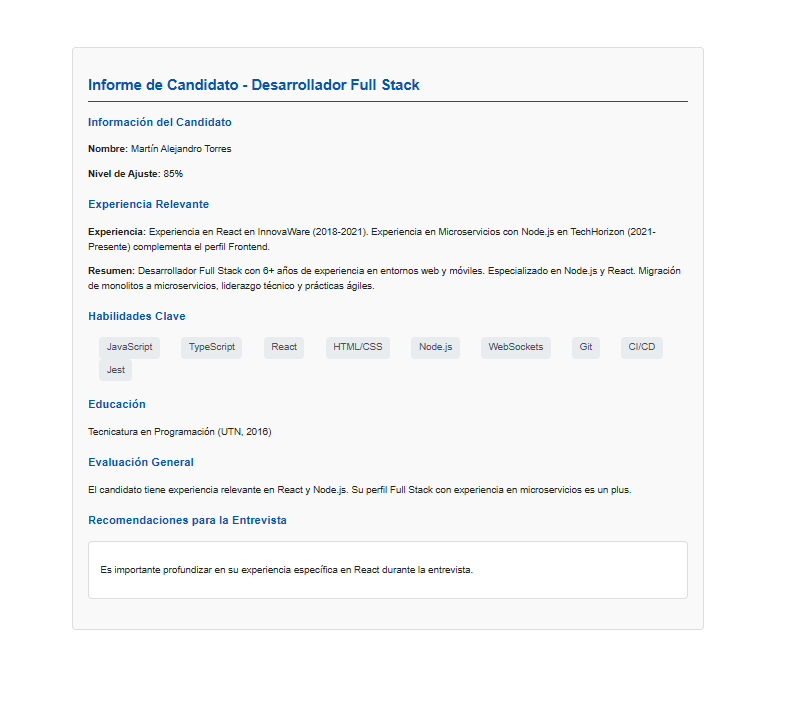 Informe de Candidato - Desarrollador Full Stack
Información del Candidato
Nombre: Martín Alejandro Torres
Nivel de Ajuste: 85%
Experiencia Relevante
Experiencia: Experiencia en React en InnovaWare (2018-2021). Experiencia en Microservicios con Node.js en TechHorizon (2021-
Presente) complementa el perfil Frontend.
Resumen: Desarrollador Full Stack con 6+ años de experiencia en entornos web y móviles. Especializado en Node.js y React. Migración
de monolitos a microservicios, liderazgo técnico y prácticas ágiles.
Habilidades Clave
JavaScript TypeScript React HTML/CSS Node.js WebSockets Git CI/CD
Jest
Educación
Tecnicatura en Programación (UTN, 2016)
Evaluación General
El candidato tiene experiencia relevante en React y Node.js. Su perfil Full Stack con experiencia en microservicios es un plus.
Recomendaciones para la Entrevista
Es importante profundizar en su experiencia específica en React durante la entrevista.